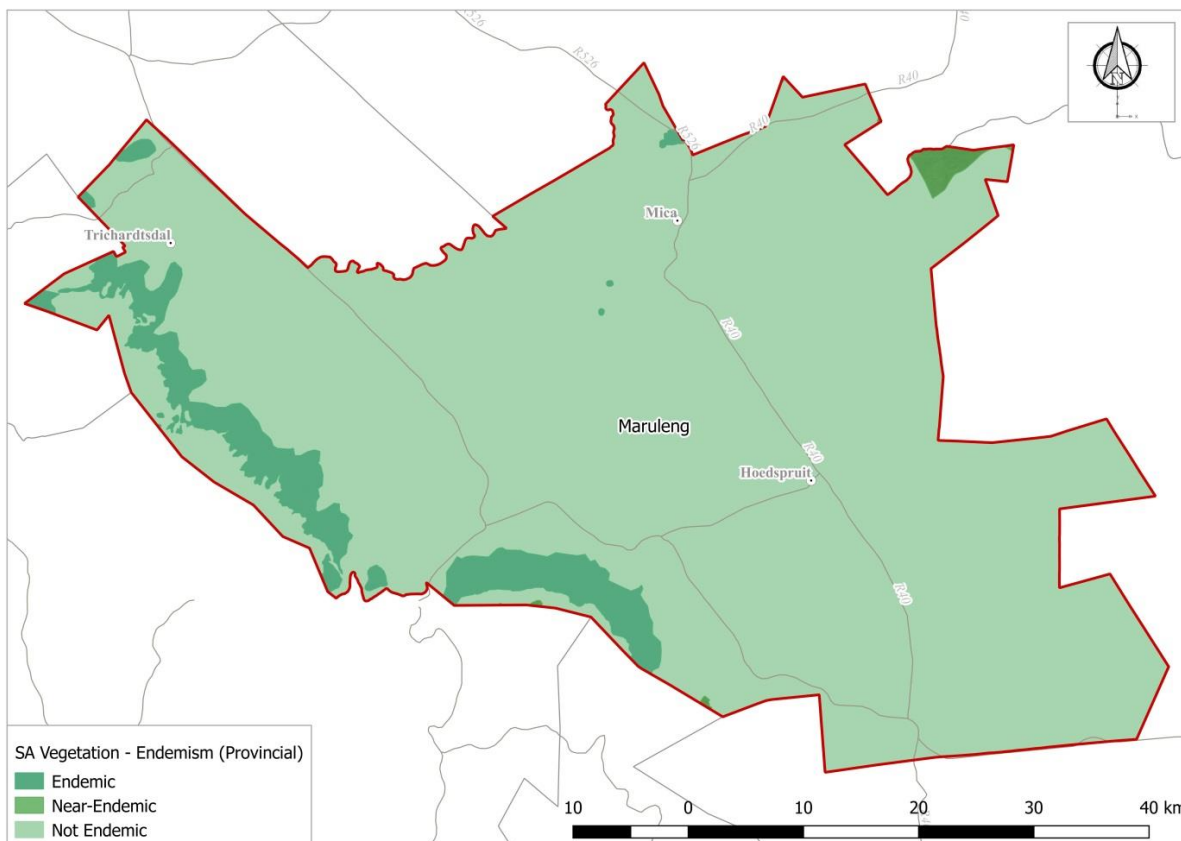 R526
40
R526
R40
R526
R40
Mica
Trichardtsdal
R40
Maruleng
R40
Hoedspruit
R40
SA Vegetation - Endemism (Provincial)
Endemic
Near-Endemic
Not Endemic
10 0 10 20 30 40 km